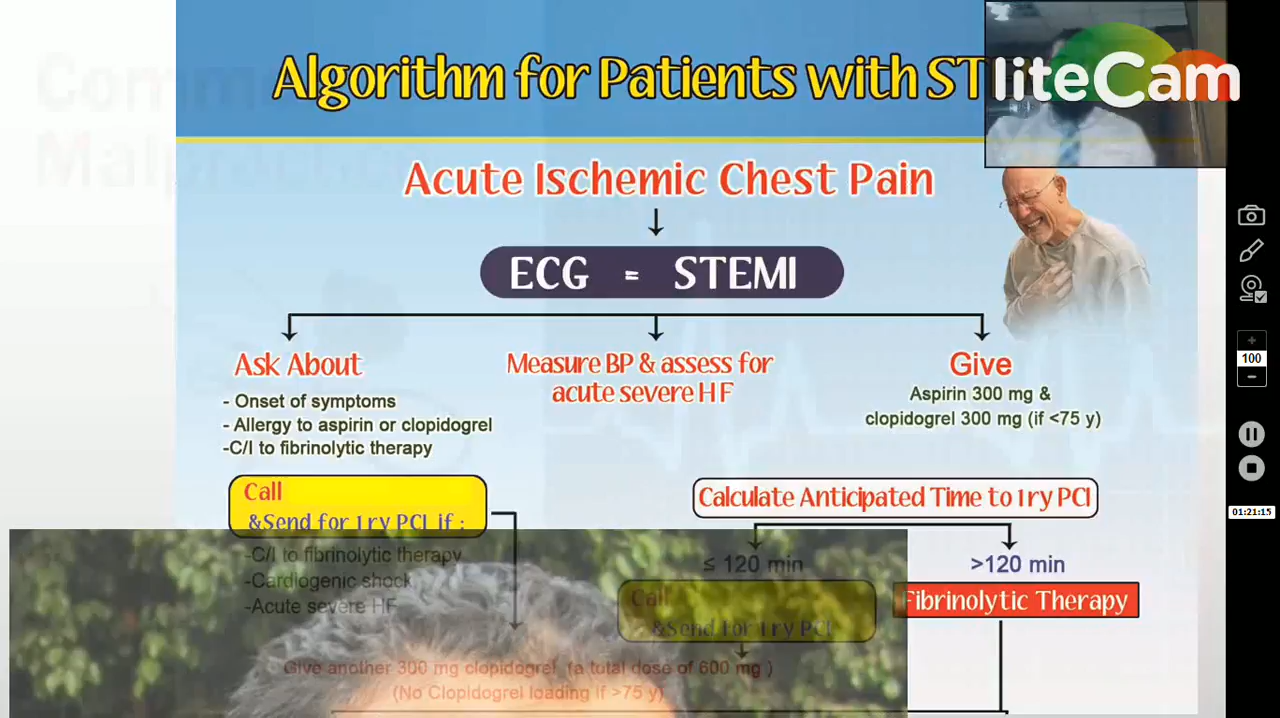 Algorithm for Patients with ST
liteCam
Acute Ischemic Chest Pain
ECG = STEMI
Ask About
- Onset of symptoms
- Allergy to aspirin or clopidogrel
-C/I to fibrinolytic therapy
Measure BP & assess for
acute severe HF
Give
Aspirin 300 mg &
clopidogrel 300 mg (if <75 y)
Call
&Send for 1ry PCI if :
-C/I to fibrinolytic therapy
-Cardiogenic shock
-Acute severe HF
Calculate Anticipated Time to 1ry PCI
≤ 120 min
>120 min
Call
&Send for 1ry PCI
Fibrinolytic Therapy
Give another 300 mg clopidogrel (a total dose of 600 mg )
(No Clopidogrel loading if >75 y)
100
01:21:15